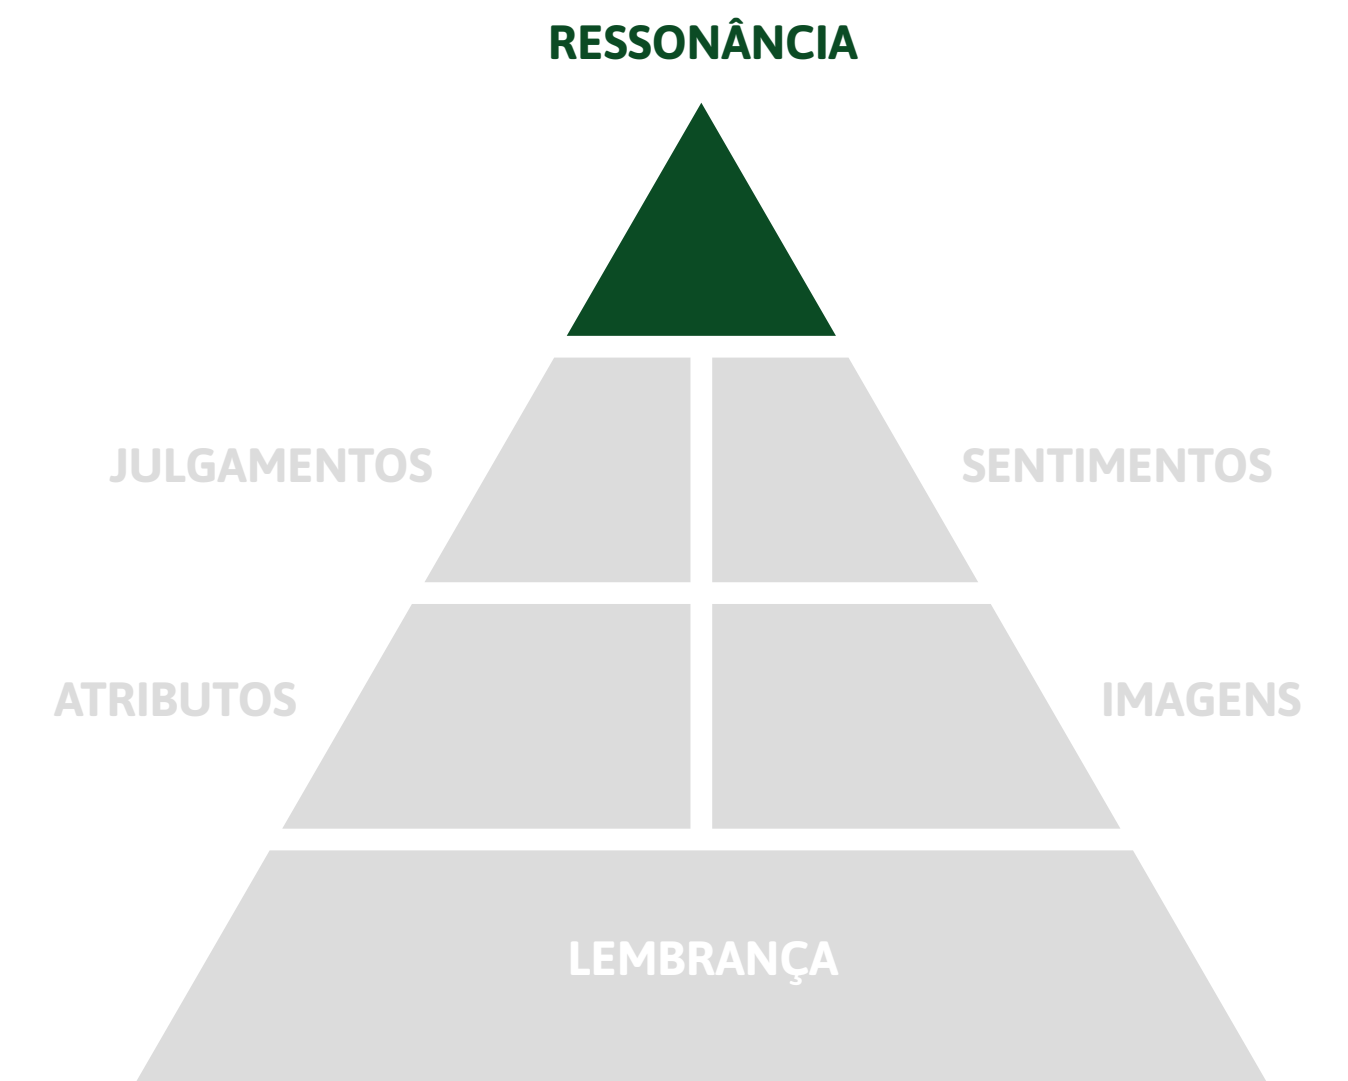 RESSONÂNCIA
JULGAMENTOS
SENTIMENTOS
ATRIBUTOS
IMAGENS
LEMBRANÇA